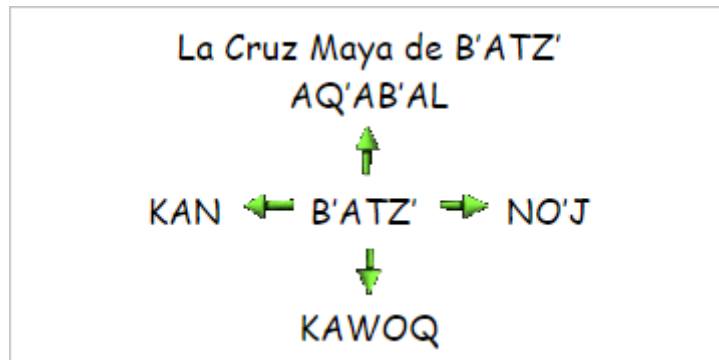 La Cruz Maya de B'ATZ'
AQ'AB'AL
KAN B'ATZ' NO'J
KAWOQ